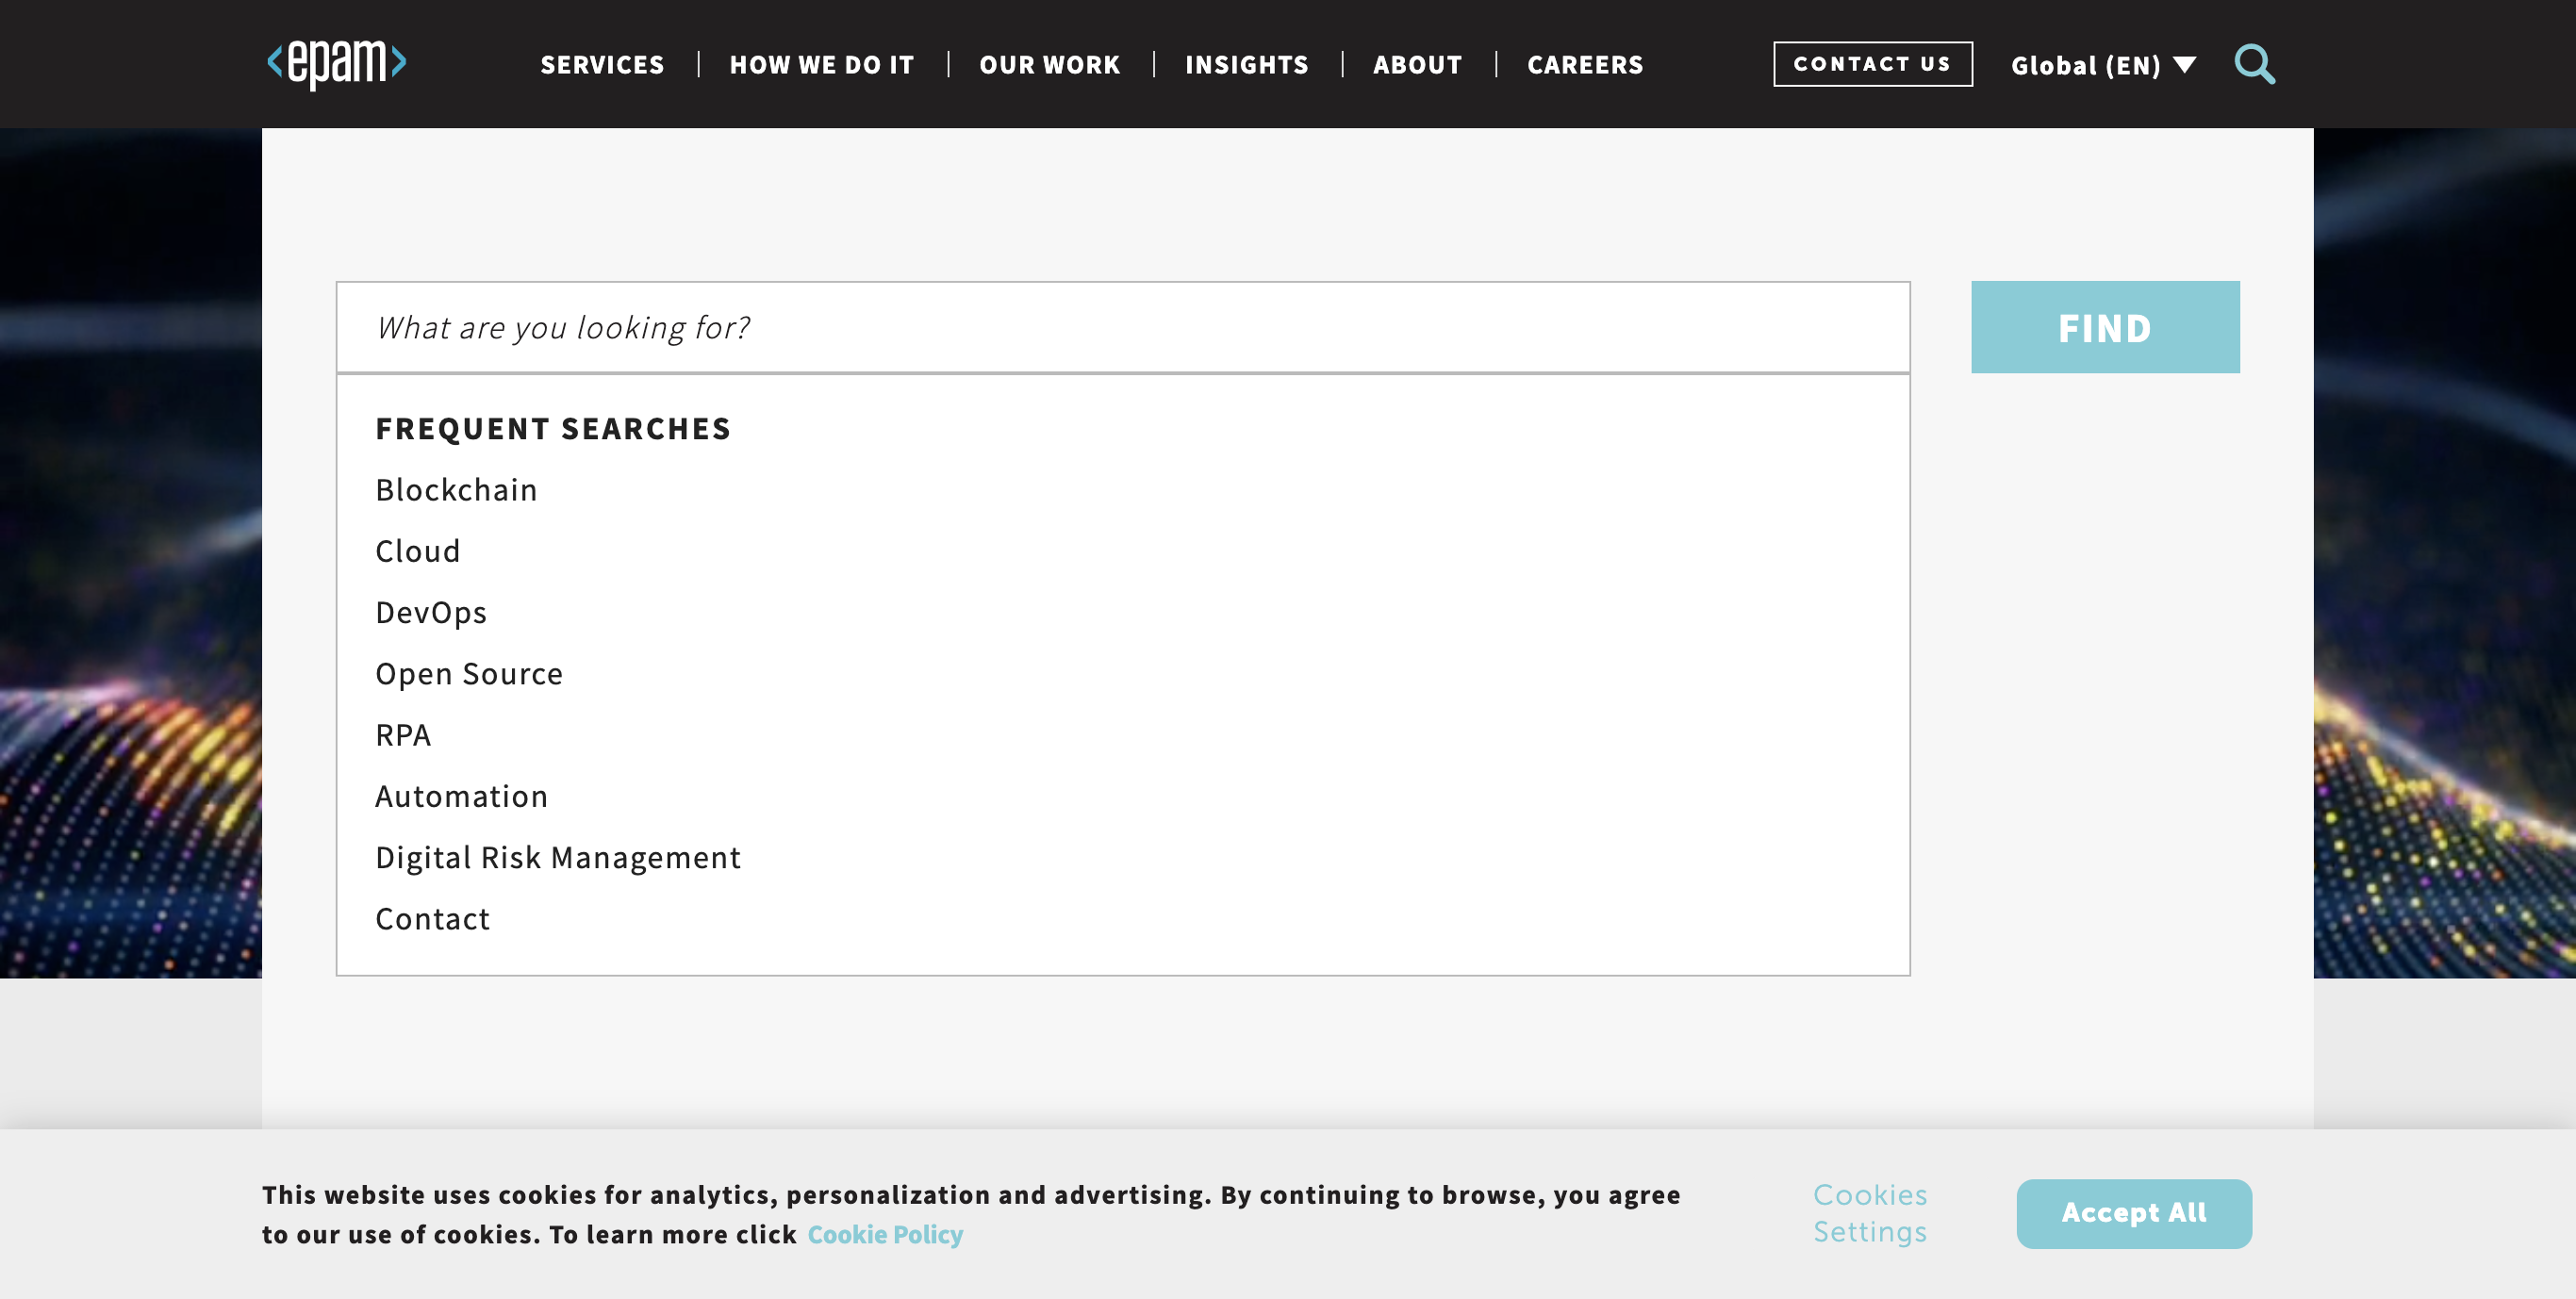 <epam>
SERVICES | HOW WE DO IT | OUR WORK | INSIGHTS | ABOUT | CAREERS
CONTACT US
Global (EN)
What are you looking for?
FIND
FREQUENT SEARCHES
Blockchain
Cloud
DevOps
Open Source
RPA
Automation
Digital Risk Management
Contact
This website uses cookies for analytics, personalization and advertising. By continuing to browse, you agree
to our use of cookies. To learn more click Cookie Policy
Cookies
Settings
Accept All